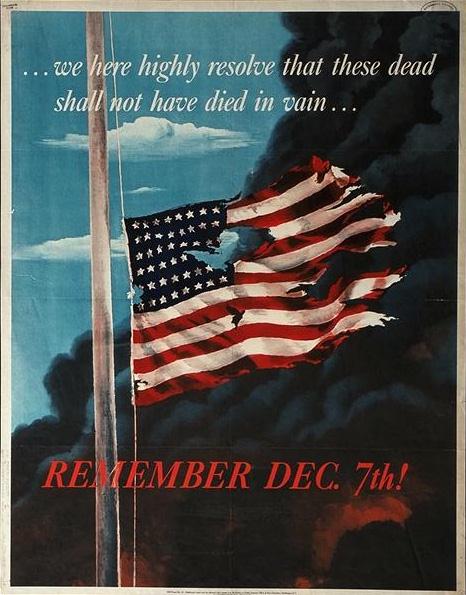 ...we here highly resolve that these dead
shall not have died in vain...
REMEMBER DEC. 7th!